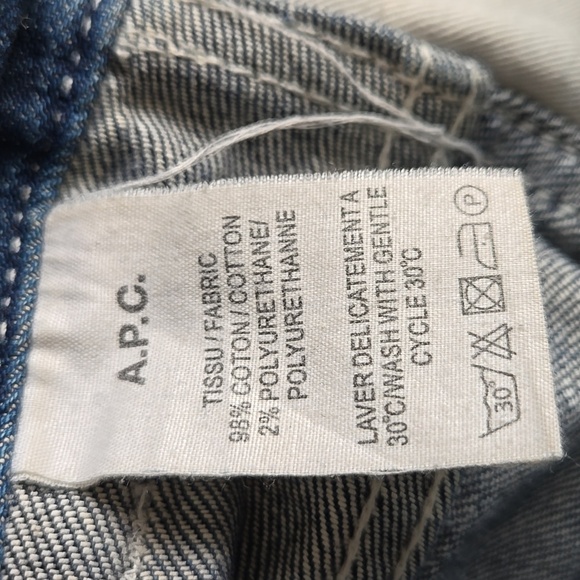 A.P.C.
TISSU / FABRIC
98% COTON / COTTON
2% POLYURETHANE/
POLYURETHANNE
LAVER DELICATEMENT A
30°C/WASH WITH GENTLE
CYCLE 30°C
30° P